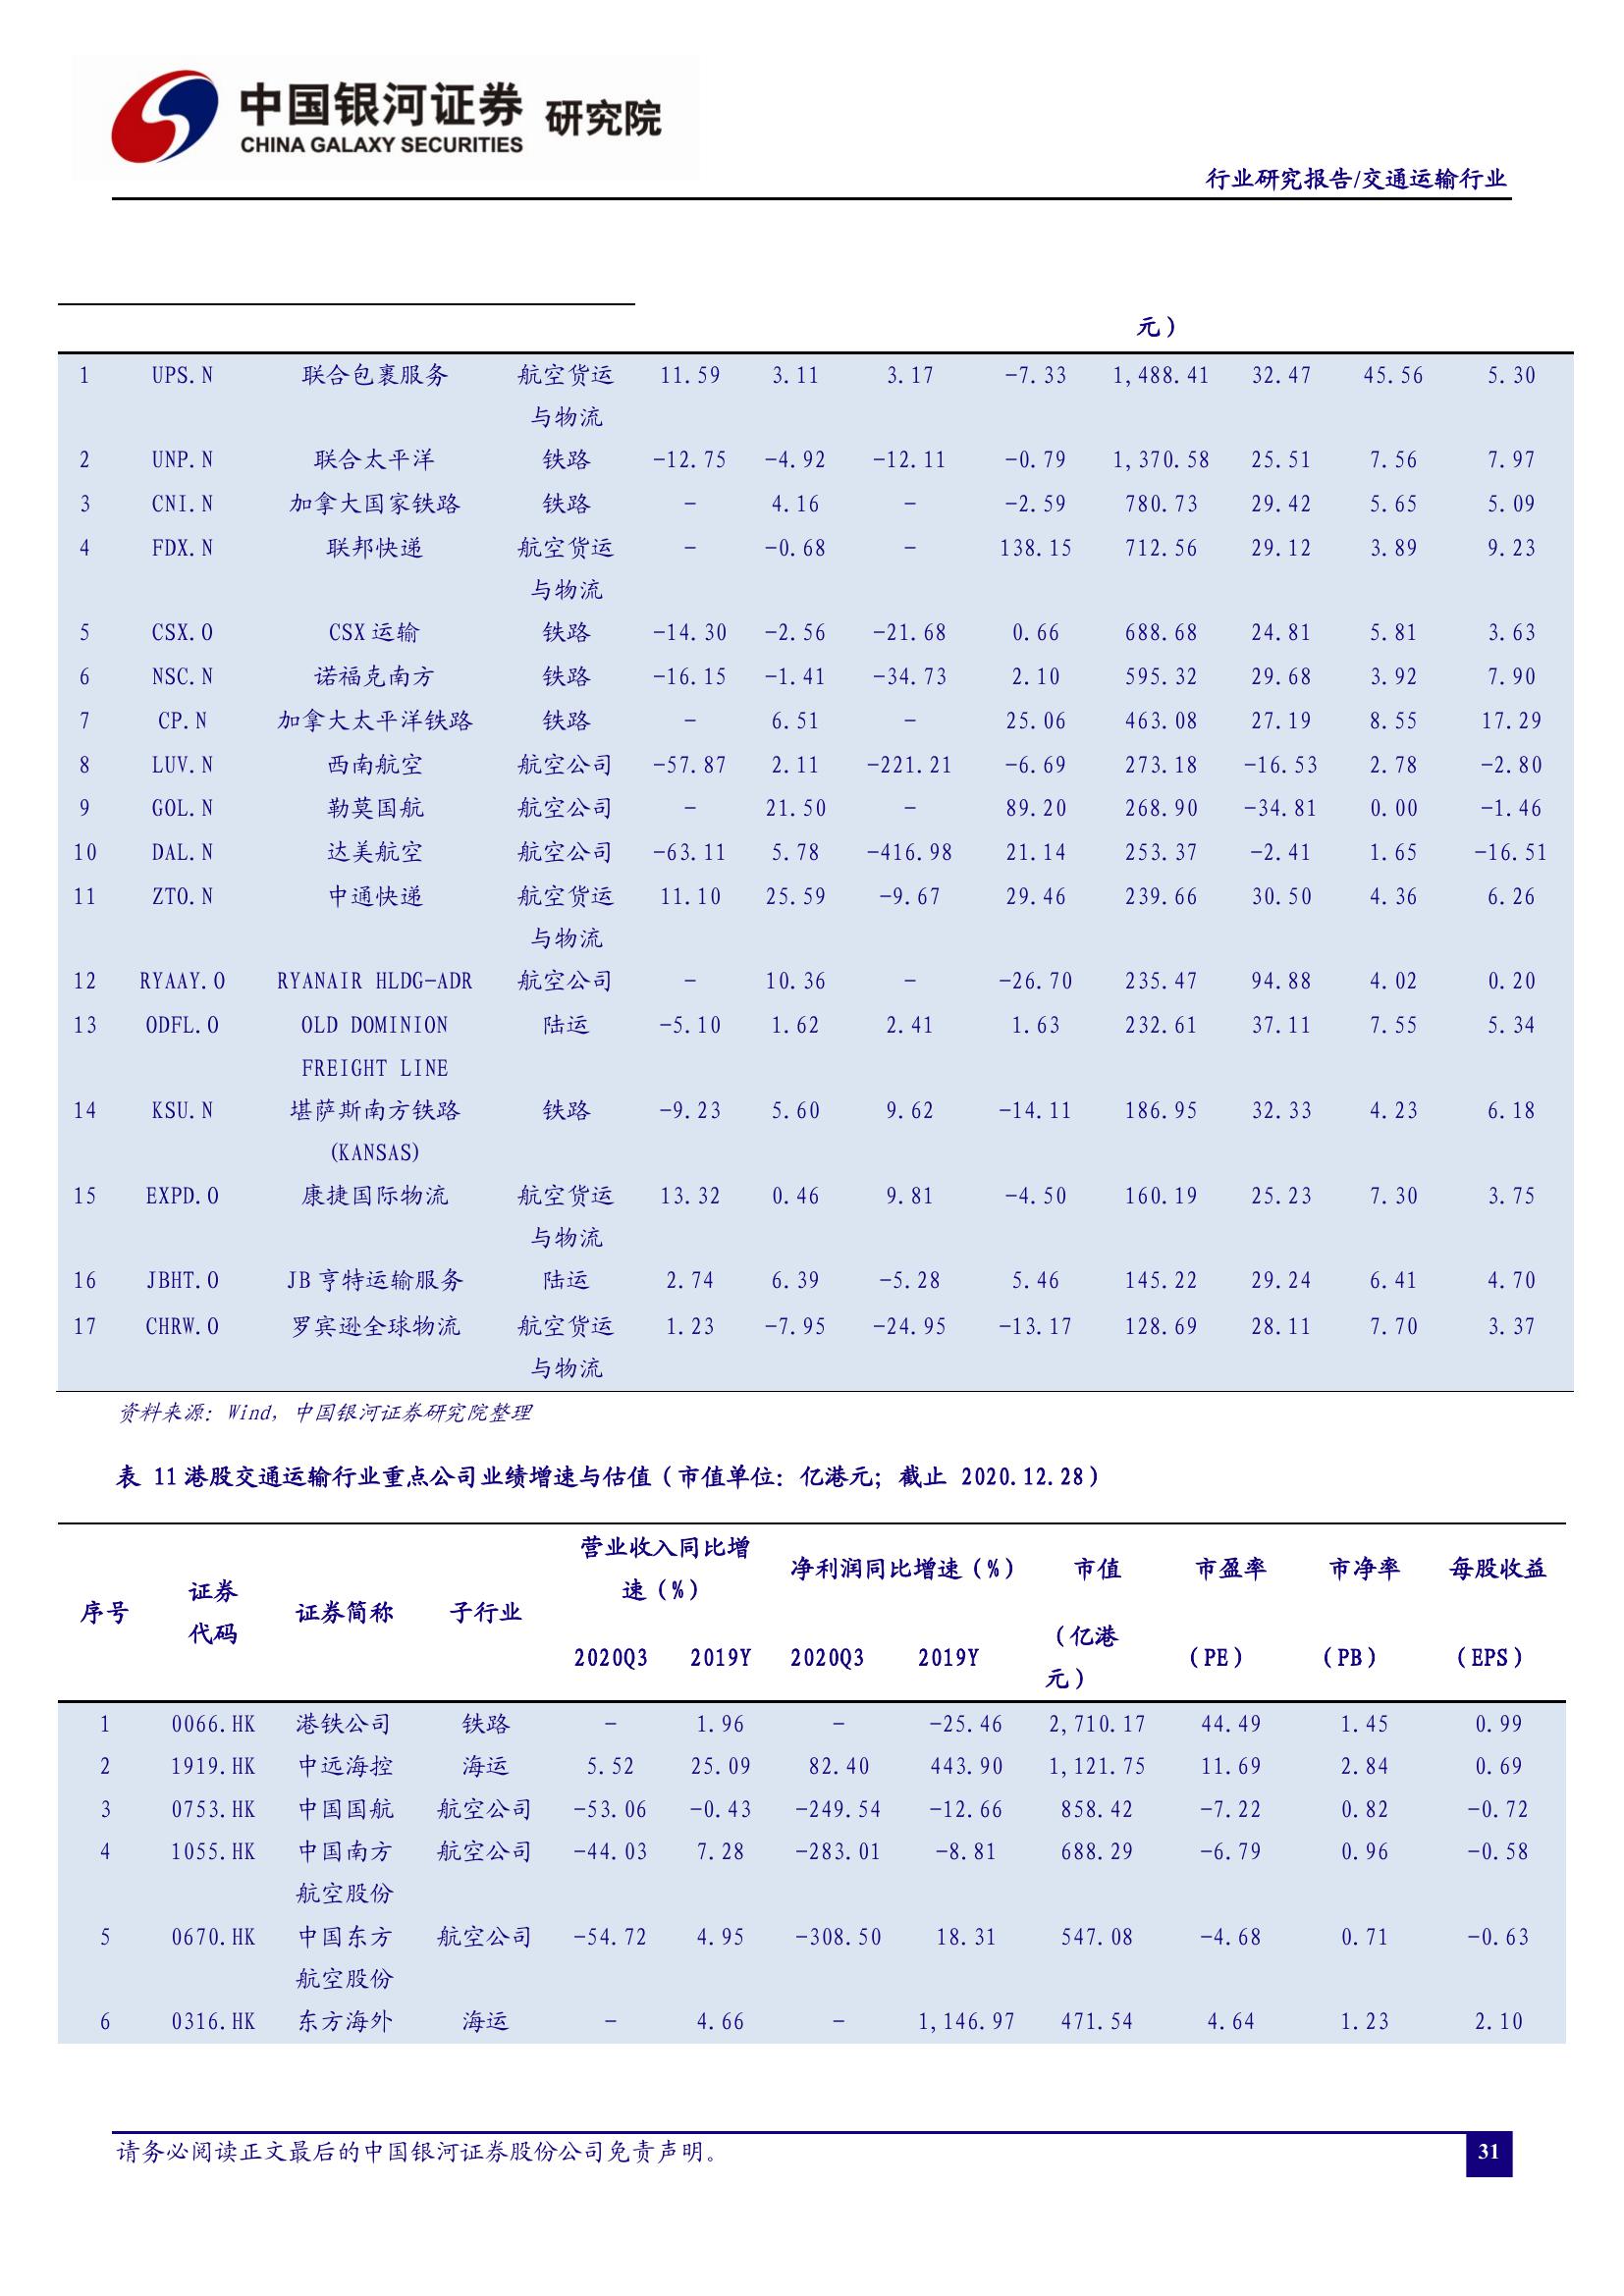 中国银河证券 研究院
CHINA GALAXY SECURITIES
行业研究报告/交通运输行业
元）
1 UPS.N 联合包裹服务 航空货运 11.59 3.11 3.17 -7.33 1,488.41 32.47 45.56 5.30
与物流
2 UNP.N 联合太平洋 铁路 -12.75 -4.92 -12.11 -0.79 1,370.58 25.51 7.56 7.97
3 CNI.N 加拿大国家铁路 铁路 - 4.16 - -2.59 780.73 29.42 5.65 5.09
4 FDX.N 联邦快递 航空货运 - -0.68 - 138.15 712.56 29.12 3.89 9.23
与物流
5 CSX.O CSX 运输 铁路 -14.30 -2.56 -21.68 0.66 688.68 24.81 5.81 3.63
6 NSC.N 诺福克南方 铁路 -16.15 -1.41 -34.73 2.10 595.32 29.68 3.92 7.90
7 CP.N 加拿大太平洋铁路 铁路 - 6.51 - 25.06 463.08 27.19 8.55 17.29
8 LUV.N 西南航空 航空公司 -57.87 2.11 -221.21 -6.69 273.18 -16.53 2.78 -2.80
9 GOL.N 勒莫国航 航空公司 - 21.50 - 89.20 268.90 -34.81 0.00 -1.46
10 DAL.N 达美航空 航空公司 -63.11 5.78 -416.98 21.14 253.37 -2.41 1.65 -16.51
11 ZTO.N 中通快递 航空货运 11.10 25.59 -9.67 29.46 239.66 30.50 4.36 6.26
与物流
12 RYAAY.O RYANAIR HLDG-ADR 航空公司 - 10.36 - -26.70 235.47 94.88 4.02 0.20
13 ODFL.O OLD DOMINION 陆运 -5.10 1.62 2.41 1.63 232.61 37.11 7.55 5.34
FREIGHT LINE
14 KSU.N 堪萨斯南方铁路 铁路 -9.23 5.60 9.62 -14.11 186.95 32.33 4.23 6.18
(KANSAS)
15 EXPD.O 康捷国际物流 航空货运 13.32 0.46 9.81 -4.50 160.19 25.23 7.30 3.75
与物流
16 JBHT.O JB 亨特运输服务 陆运 2.74 6.39 -5.28 5.46 145.22 29.24 6.41 4.70
17 CHRW.O 罗宾逊全球物流 航空货运 1.23 -7.95 -24.95 -13.17 128.69 28.11 7.70 3.37
与物流
资料来源：Wind，中国银河证券研究院整理
表 11 港股交通运输行业重点公司业绩增速与估值（市值单位：亿港元；截止 2020.12.28）
序号 证券 证券简称 子行业 营业收入同比增 净利润同比增速（%） 市值 市盈率 市净率 每股收益
代码 速（%） （亿港
2020Q3 2019Y 2020Q3 2019Y 元） （PE） （PB） （EPS）
1 0066.HK 港铁公司 铁路 - 1.96 - -25.46 2,710.17 44.49 1.45 0.99
2 1919.HK 中远海控 海运 5.52 25.09 82.40 443.90 1,121.75 11.69 2.84 0.69
3 0753.HK 中国国航 航空公司 -53.06 -0.43 -249.54 -12.66 858.42 -7.22 0.82 -0.72
4 1055.HK 中国南方 航空公司 -44.03 7.28 -283.01 -8.81 688.29 -6.79 0.96 -0.58
航空股份
5 0670.HK 中国东方 航空公司 -54.72 4.95 -308.50 18.31 547.08 -4.68 0.71 -0.63
航空股份
6 0316.HK 东方海外 海运 - 4.66 - 1,146.97 471.54 4.64 1.23 2.10
请务必阅读正文最后的中国银河证券股份公司免责声明。
31